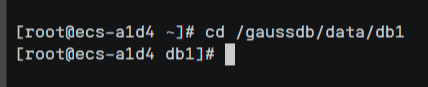 [root@ecs-a1d4 ~]# cd /gaussdb/data/db1
[root@ecs-a1d4 db1]#